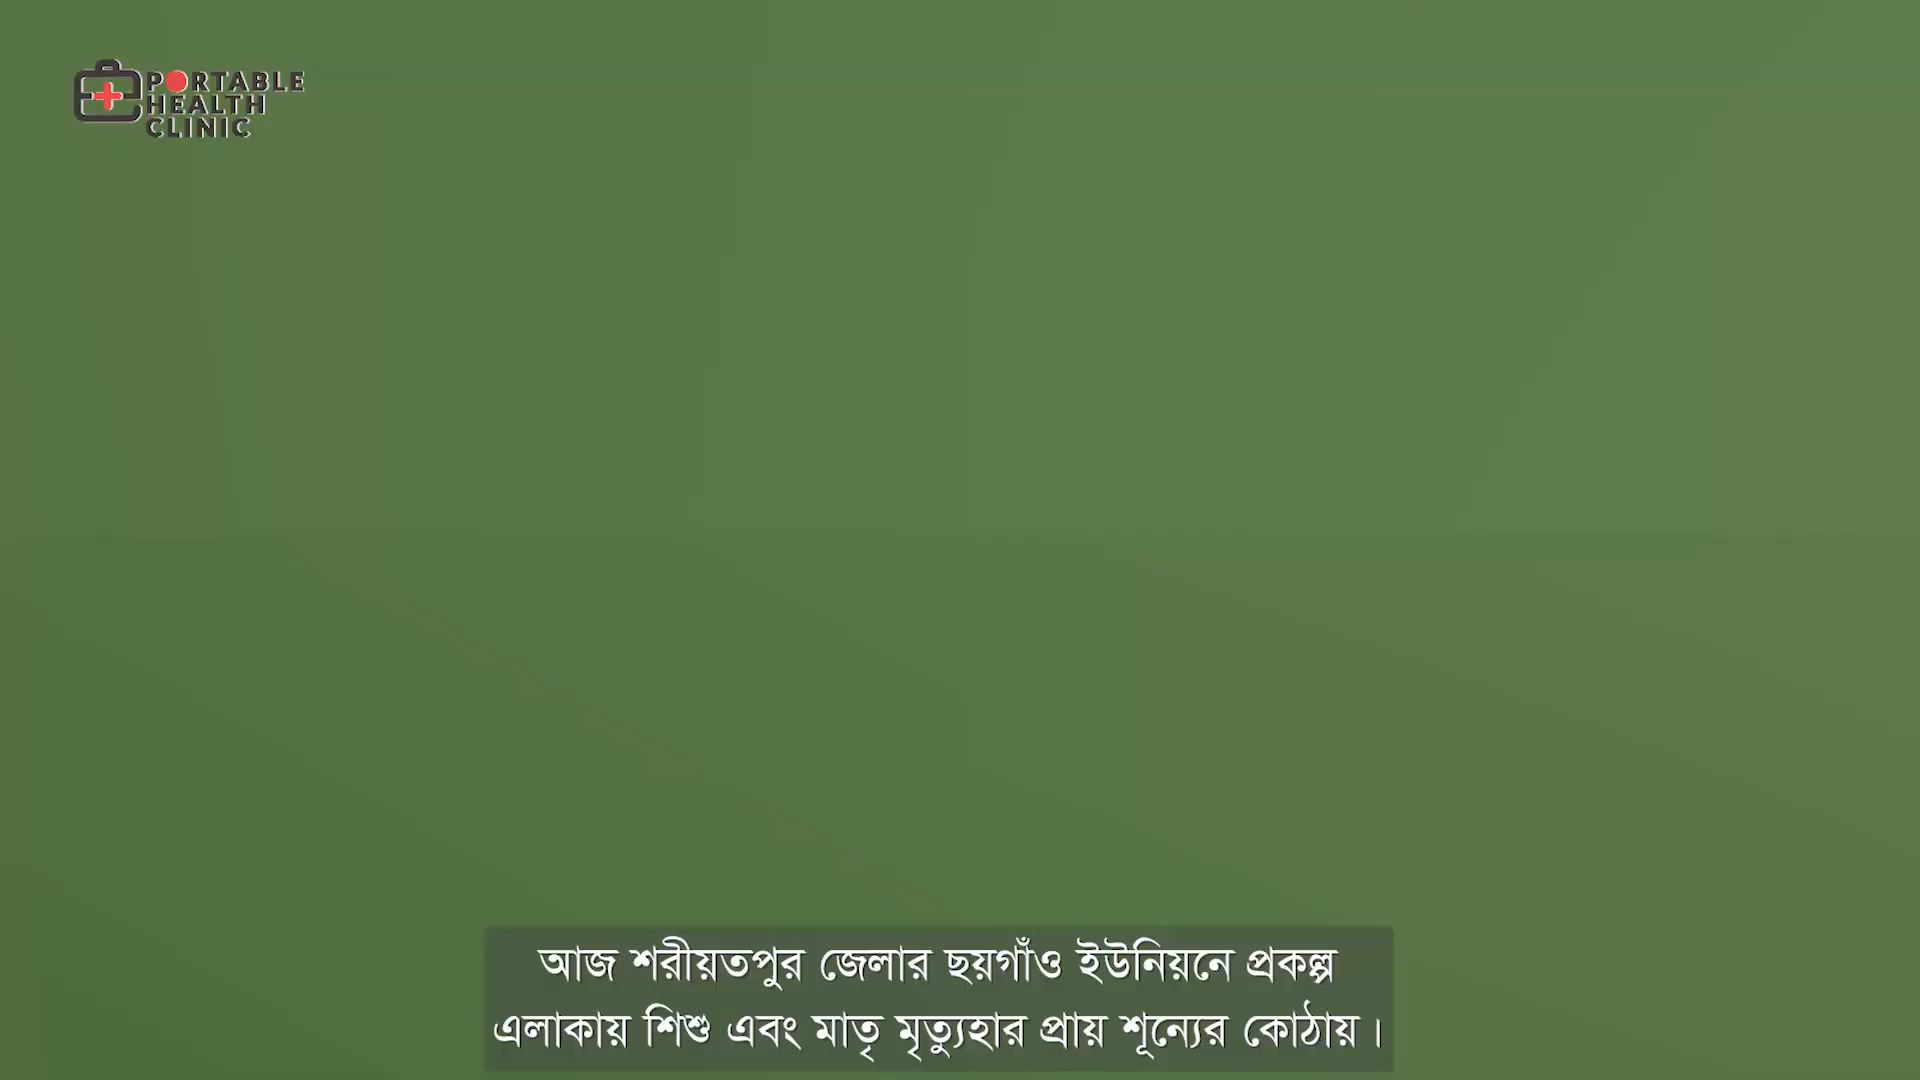 PORTABLE
HEALTH
CLINIC
আজ শরীয়তপুর জেলার ছয়গাঁও ইউনিয়নে প্রকল্প
এলাকায় শিশু এবং মাতৃ মৃত্যুহার প্রায় শূন্যের কোঠায়।